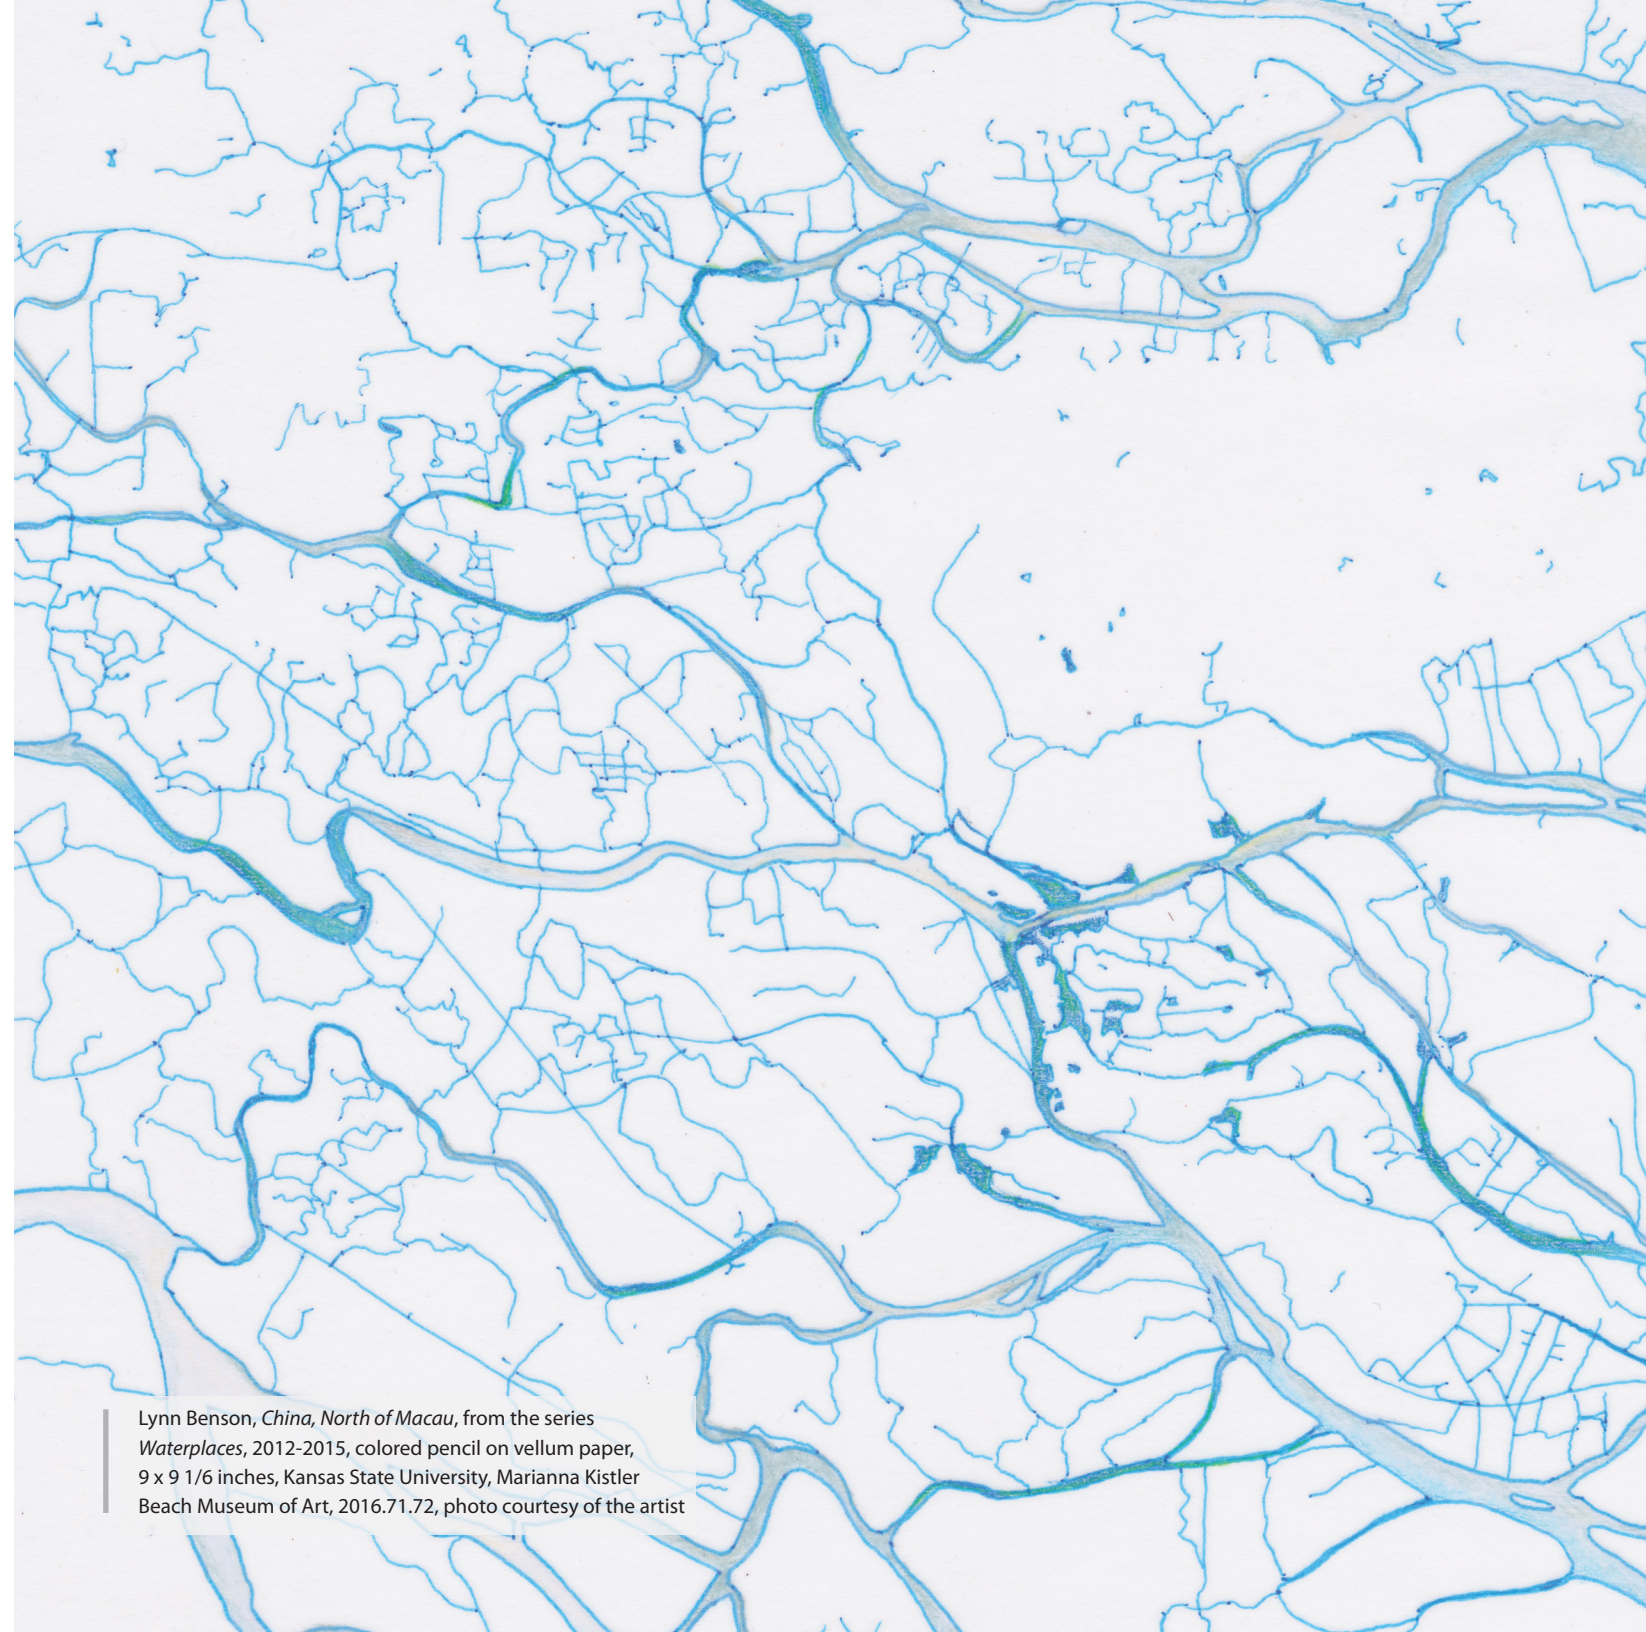 Lynn Benson, China, North of Macau, from the series
Waterplaces, 2012-2015, colored pencil on vellum paper,
9 x 9 1/6 inches, Kansas State University, Marianna Kistler
Beach Museum of Art, 2016.71.72, photo courtesy of the artist